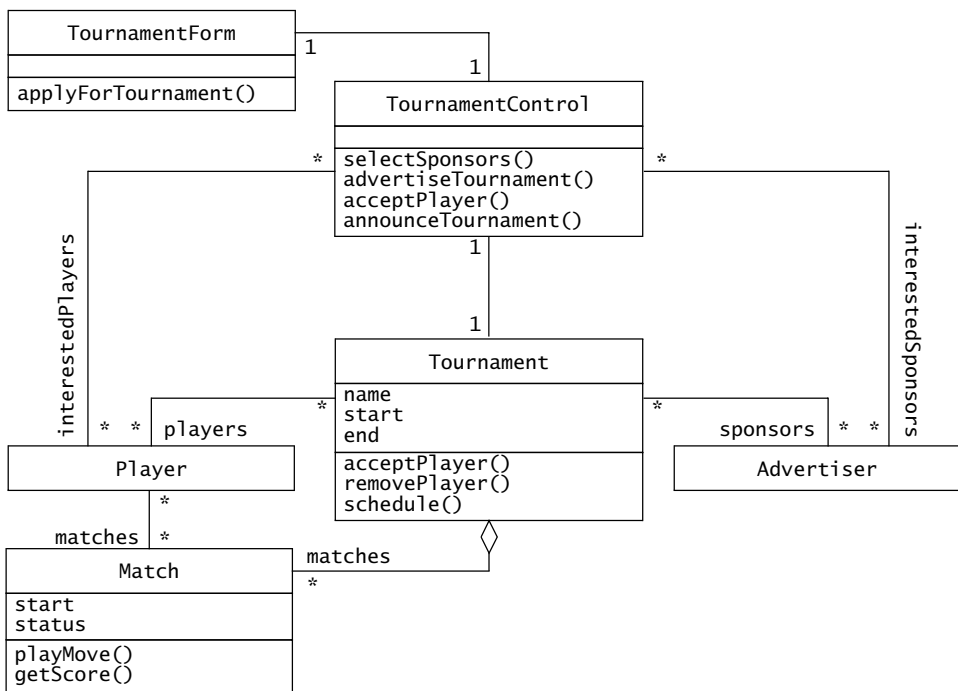 TournamentForm
1
applyForTournament()
1
TournamentControl
*
selectSponsors()
*
advertiseTournament()
acceptPlayer()
announceTournament()
1
interestedPlayers
interestedSponsors
1
Tournament
name
*
start
*
end
* * players
sponsors * *
Player
acceptPlayer()
Advertiser
removePlayer()
schedule()
*
matches *
matches
*
Match
start
status
playMove()
getScore()